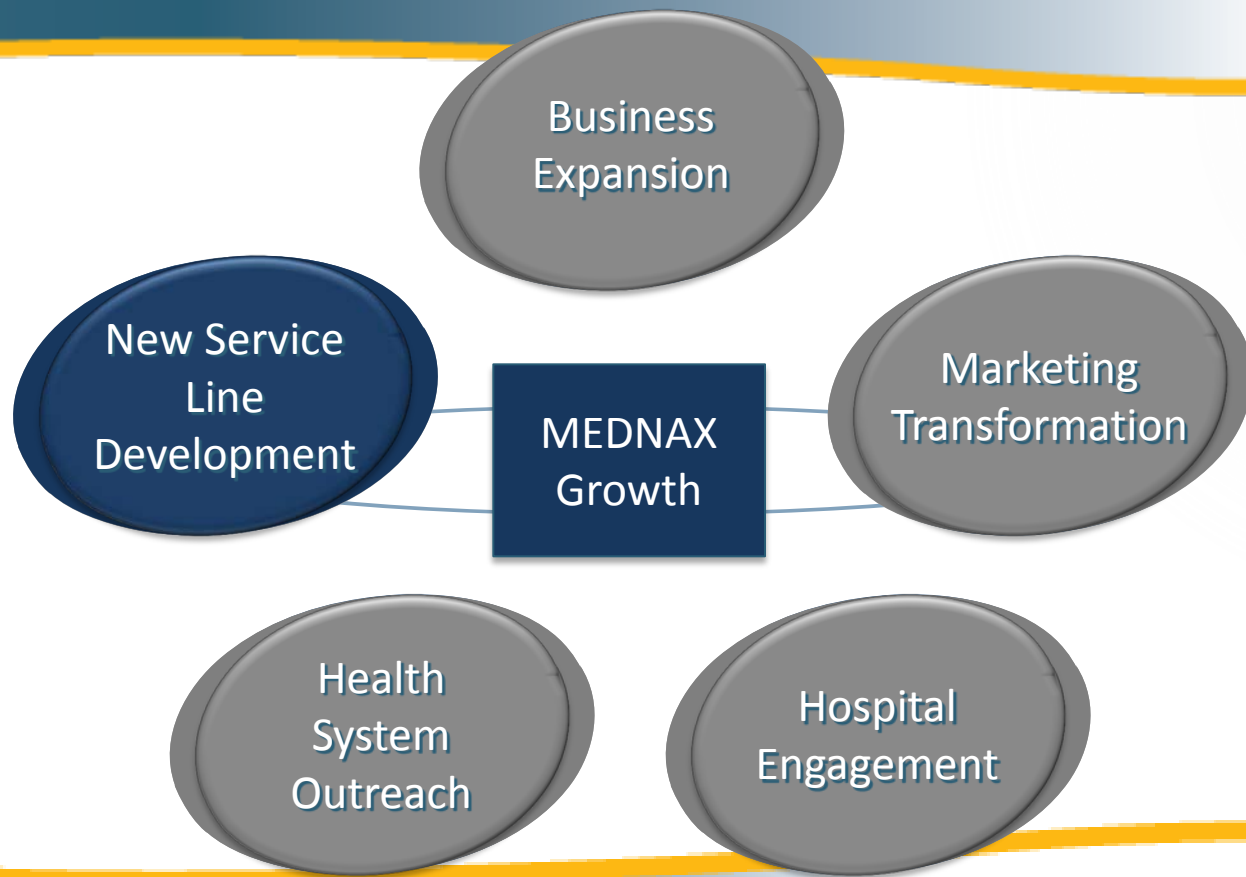 Business
Expansion
New Service
Line
Development
MEDNAX
Growth
Marketing
Transformation
Health
System
Outreach
Hospital
Engagement